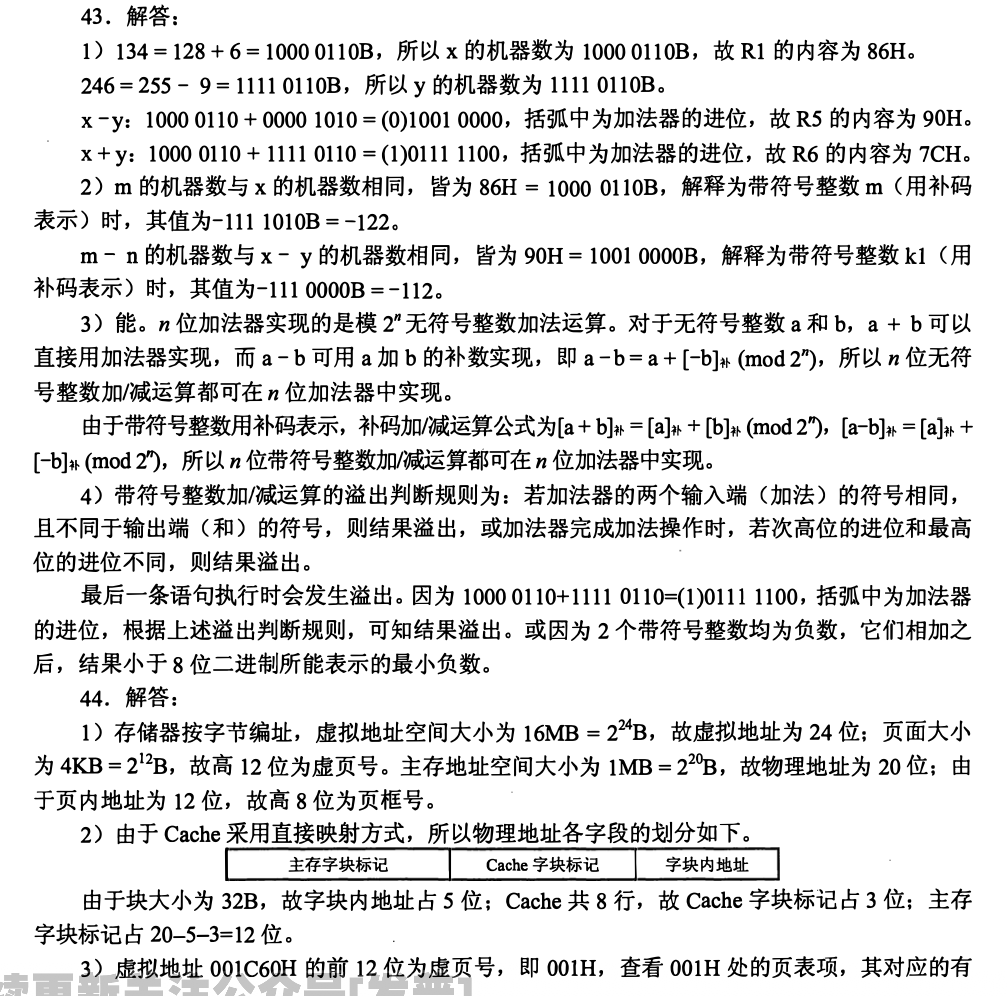 43．解答：
1）134 = 128 + 6 = 1000 0110B，所以 x 的机器数为 1000 0110B，故 R1 的内容为 86H。
246 = 255 − 9 = 1111 0110B，所以 y 的机器数为 1111 0110B。
x − y：1000 0110 + 0000 1010 = (0)1001 0000，括弧中为加法器的进位，故 R5 的内容为 90H。
x + y：1000 0110 + 1111 0110 = (1)0111 1100，括弧中为加法器的进位，故 R6 的内容为 7CH。
2）m 的机器数与 x 的机器数相同，皆为 86H = 1000 0110B，解释为带符号整数 m（用补码
表示）时，其值为−111 1010B = −122。
m − n 的机器数与 x − y 的机器数相同，皆为 90H = 1001 0000B，解释为带符号整数 k1（用
补码表示）时，其值为−111 0000B = −112。
3）能。n 位加法器实现的是模 2ⁿ 无符号整数加法运算。对于无符号整数 a 和 b，a + b 可以
直接用加法器实现，而 a − b 可用 a 加 b 的补数实现，即 a − b = a + [−b]补 (mod 2ⁿ)，所以 n 位无符
号整数加/减运算都可在 n 位加法器中实现。
由于带符号整数用补码表示，补码加/减运算公式为[a + b]补 = [a]补 + [b]补 (mod 2ⁿ)，[a−b]补 = [a]补 +
[−b]补 (mod 2ⁿ)，所以 n 位带符号整数加/减运算都可在 n 位加法器中实现。
4）带符号整数加/减运算的溢出判断规则为：若加法器的两个输入端（加法）的符号相同，
且不同于输出端（和）的符号，则结果溢出，或加法器完成加法操作时，若次高位的进位和最高
位的进位不同，则结果溢出。
最后一条语句执行时会发生溢出。因为 1000 0110+1111 0110=(1)0111 1100，括弧中为加法器
的进位，根据上述溢出判断规则，可知结果溢出。或因为 2 个带符号整数均为负数，它们相加之
后，结果小于 8 位二进制所能表示的最小负数。
44．解答：
1）存储器按字节编址，虚拟地址空间大小为 16MB = 2²⁴B，故虚拟地址为 24 位；页面大小
为 4KB = 2¹²B，故高 12 位为虚页号。主存地址空间大小为 1MB = 2²⁰B，故物理地址为 20 位；由
于页内地址为 12 位，故高 8 位为页框号。
2）由于 Cache 采用直接映射方式，所以物理地址各字段的划分如下。
主存字块标记 Cache 字块标记 字块内地址
由于块大小为 32B，故字块内地址占 5 位；Cache 共 8 行，故 Cache 字块标记占 3 位；主存
字块标记占 20–5–3=12 位。
3）虚拟地址 001C60H 的前 12 位为虚页号，即 001H，查看 001H 处的页表项，其对应的有